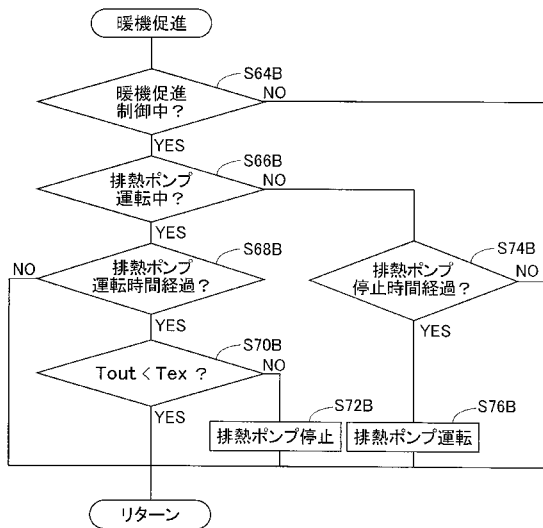 暖機促進
S64B
暖機促進
制御中？
NO
YES
S66B
排熱ポンプ
運転中？
NO
YES
S68B
NO
排熱ポンプ
運転時間経過？
S74B
排熱ポンプ
停止時間経過？
NO
YES
YES
S70B
Tout＜Tex ？
NO
YES
S72B
排熱ポンプ停止
S76B
排熱ポンプ運転
リターン